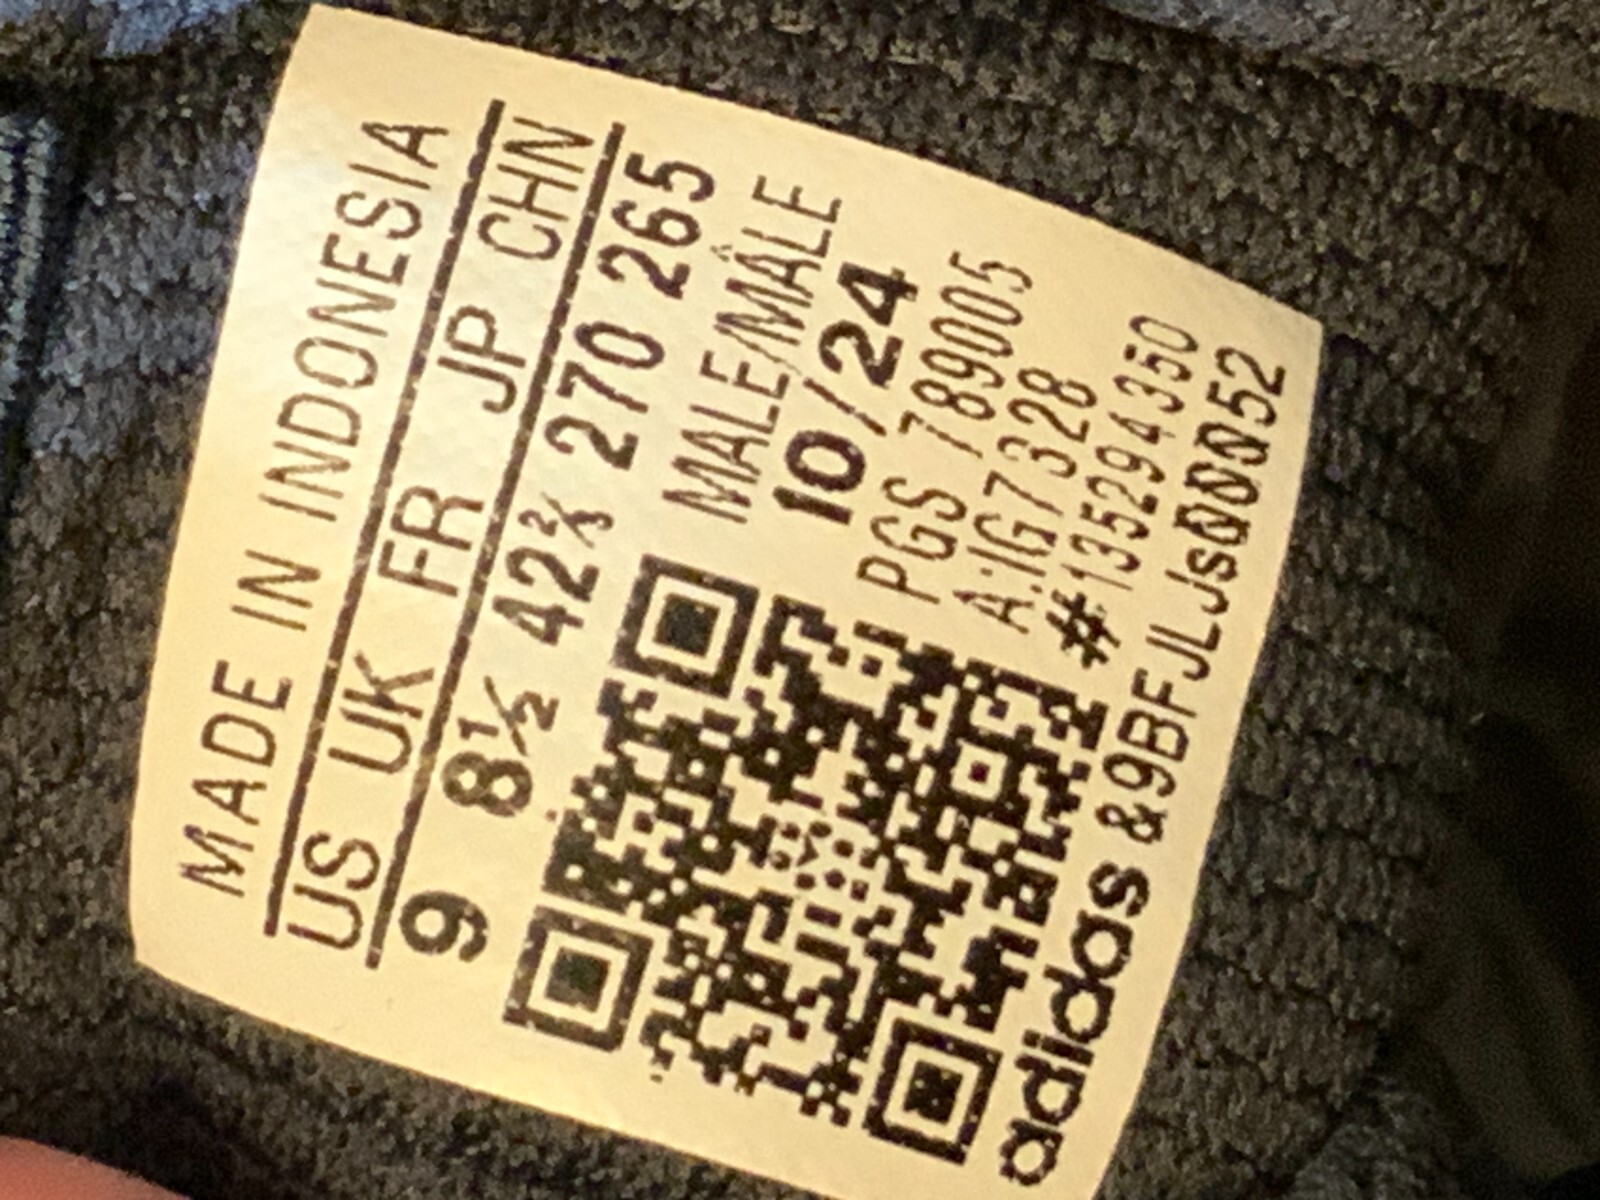 MADE IN INDONESIA
US UK FR JP CHN
9 8½ 42⅔ 270 265
MALE/MÂLE
10/24
PGS 789005
A:IG7328
#135294350
adidas &9BFJLJs000N52